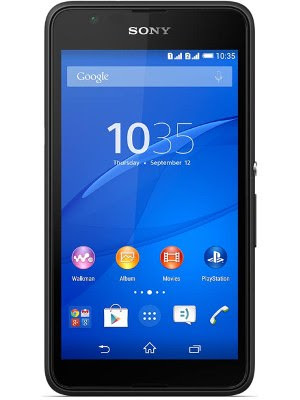 SONY
10:35
Google
1035
Thursday • September 12
Walkman
Album
Movies
PlayStation